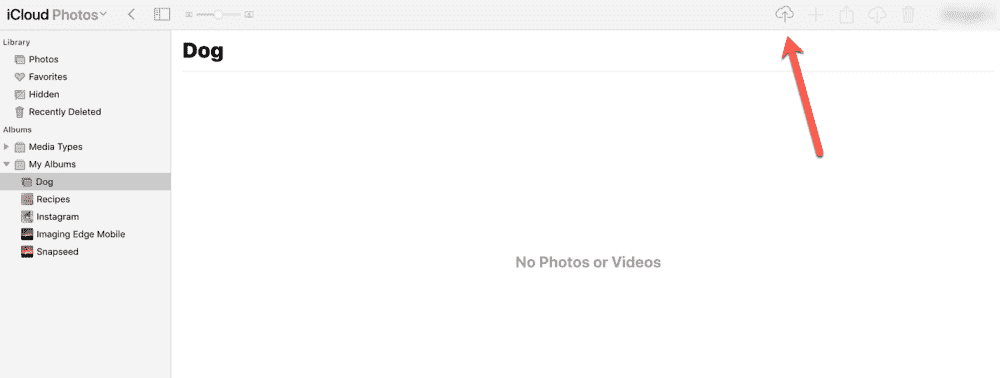 iCloud Photos
Library
Photos
Favorites
Hidden
Recently Deleted
Albums
Media Types
My Albums
Dog
Recipes
Instagram
Imaging Edge Mobile
Snapseed
Dog
No Photos or Videos